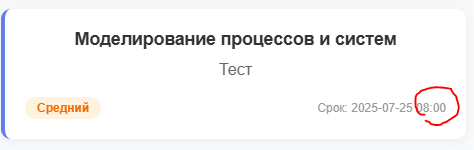 Моделирование процессов и систем
Тест
Средний
Срок: 2025-07-25 08:00